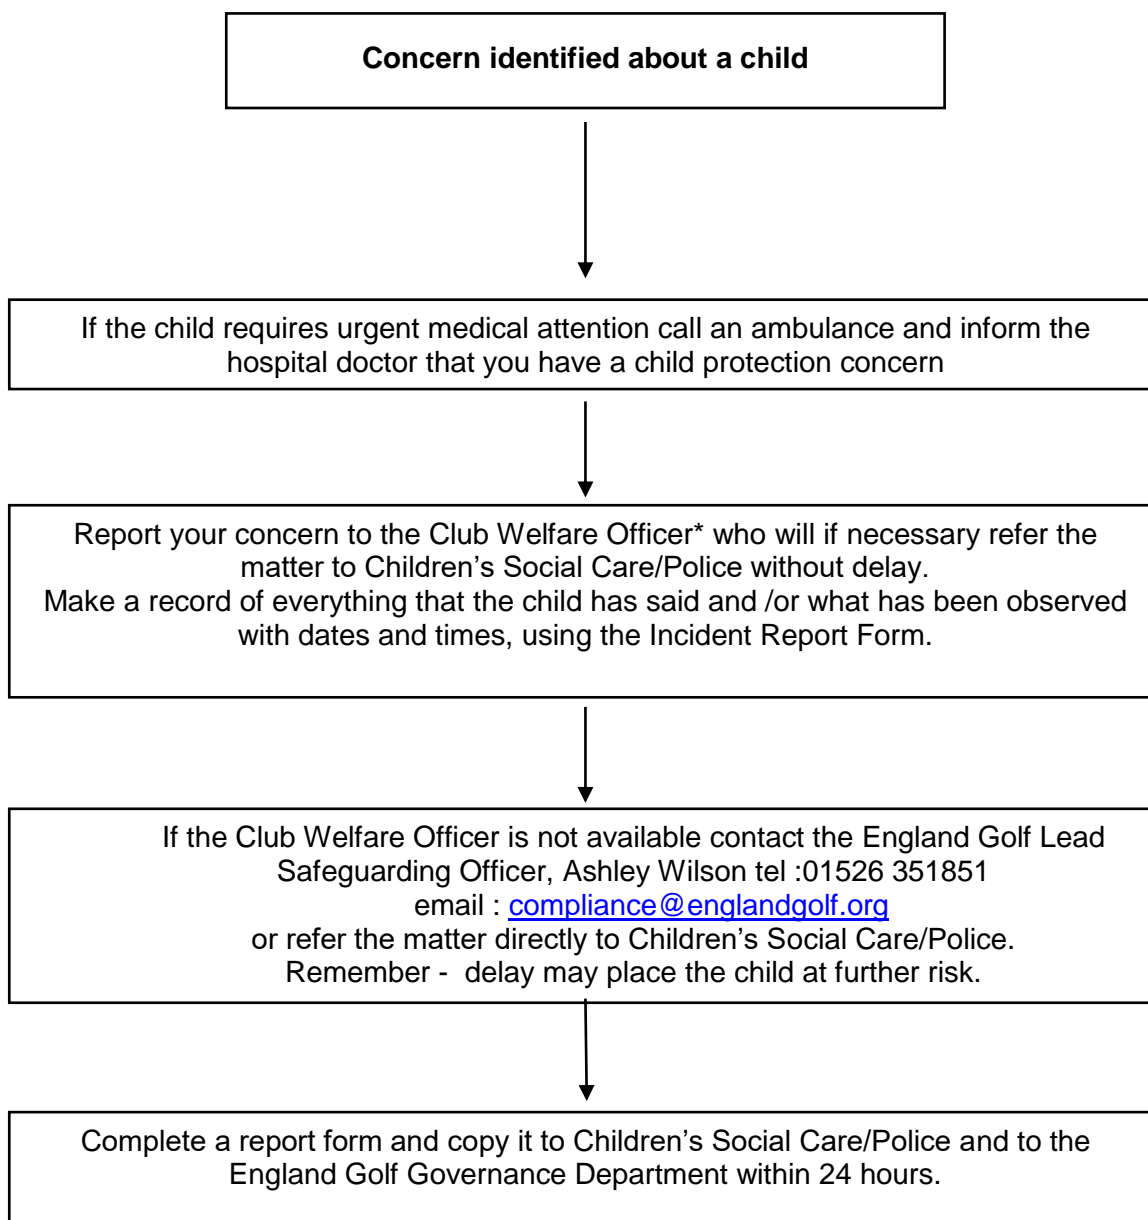 Concern identified about a child
If the child requires urgent medical attention call an ambulance and inform the
hospital doctor that you have a child protection concern
Report your concern to the Club Welfare Officer* who will if necessary refer the
matter to Children’s Social Care/Police without delay.
Make a record of everything that the child has said and /or what has been observed
with dates and times, using the Incident Report Form.
If the Club Welfare Officer is not available contact the England Golf Lead
Safeguarding Officer, Ashley Wilson tel :01526 351851
email : compliance@englandgolf.org
or refer the matter directly to Children’s Social Care/Police.
Remember - delay may place the child at further risk.
Complete a report form and copy it to Children’s Social Care/Police and to the
England Golf Governance Department within 24 hours.